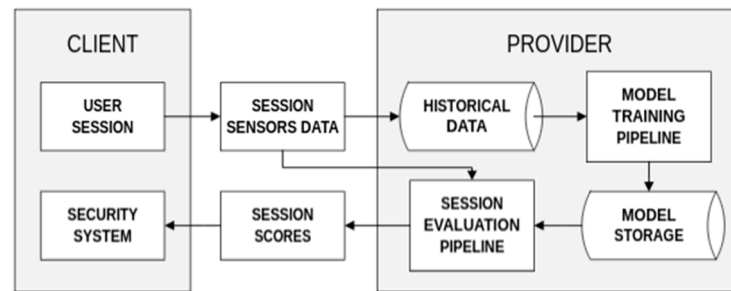 CLIENT
PROVIDER
USER
SESSION
SESSION
SENSORS DATA
HISTORICAL
DATA
MODEL
TRAINING
PIPELINE
SECURITY
SYSTEM
SESSION
SCORES
SESSION
EVALUATION
PIPELINE
MODEL
STORAGE